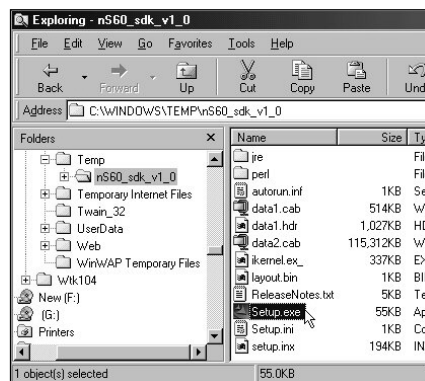 Exploring - nS60_sdk_v1_0
File Edit View Go Favorites Tools Help
Back Forward Up Cut Copy Paste Und
Address C:\WINDOWS\TEMP\nS60_sdk_v1_0
Folders
Temp
nS60_sdk_v1_0
Temporary Internet Files
Twain_32
UserData
Web
WinWAP Temporary Files
Wtk104
New (F:)
(G:)
Printers
Name Size Ty
jre Fil
perl Fil
autorun.inf 1KB Se
data1.cab 514KB W
data1.hdr 1,027KB HD
data2.cab 115,312KB W
ikernel.ex_ 337KB EX
layout.bin 1KB BI
ReleaseNotes.txt 5KB Te
Setup.exe 55KB Ap
Setup.ini 1KB Co
setup.inx 194KB IN
1 object(s) selected 55.0KB